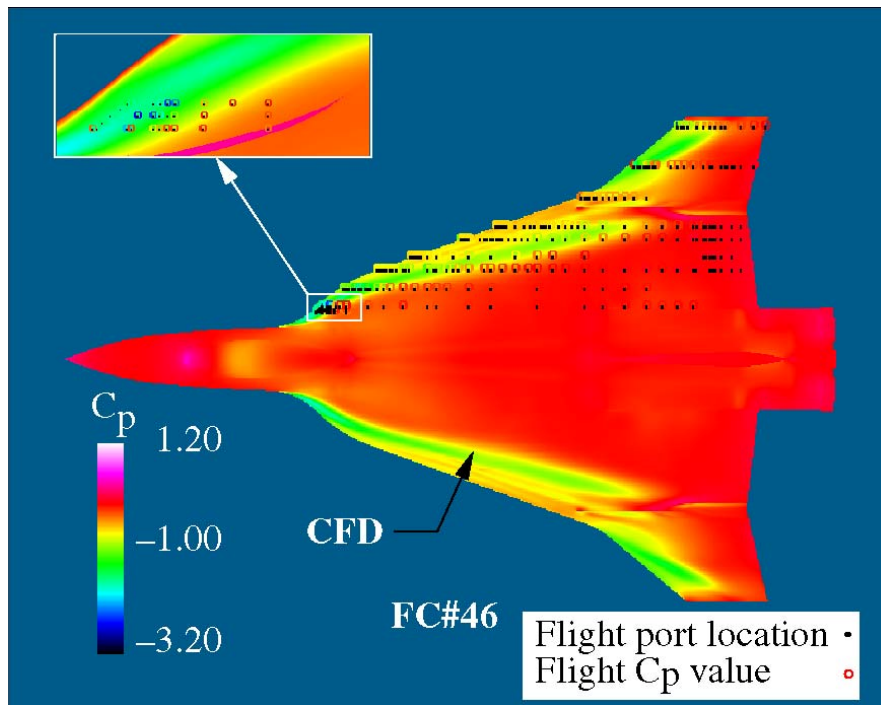 Cp
1.20
–1.00
–3.20
CFD
FC#46
Flight port location
Flight Cp value